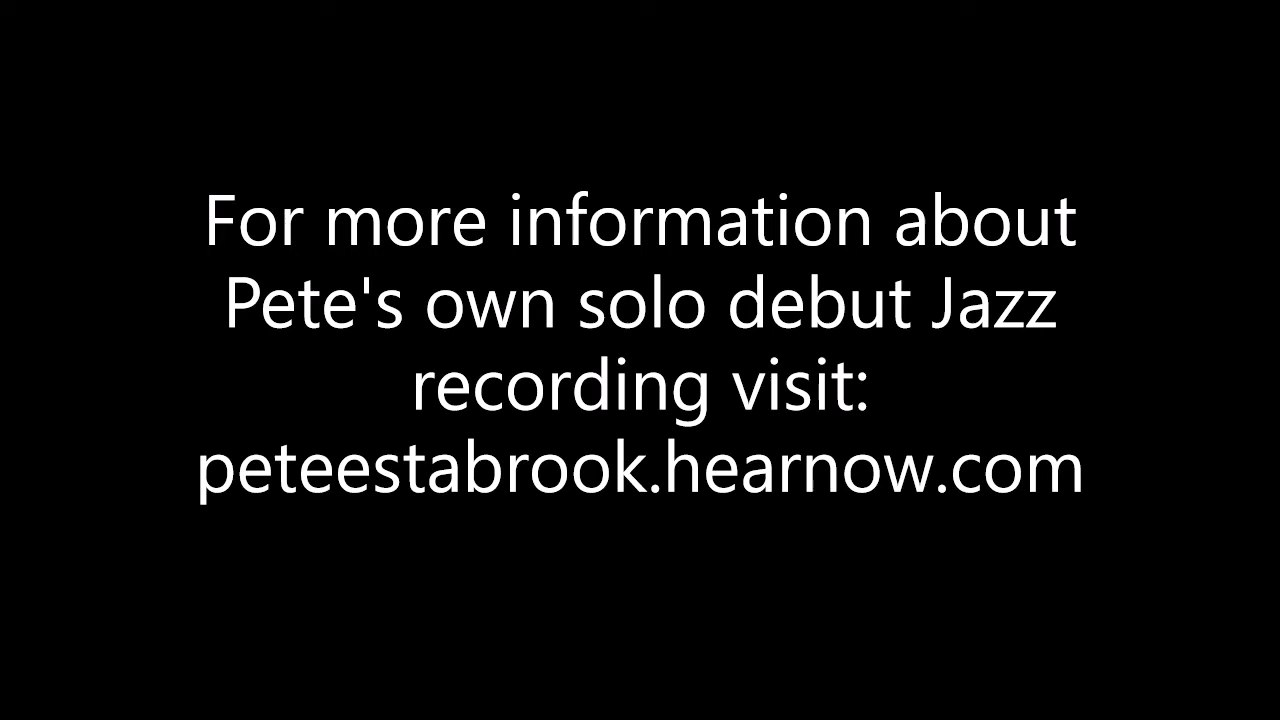 For more information about
Pete's own solo debut Jazz
recording visit:
peteestabrook.hearnow.com